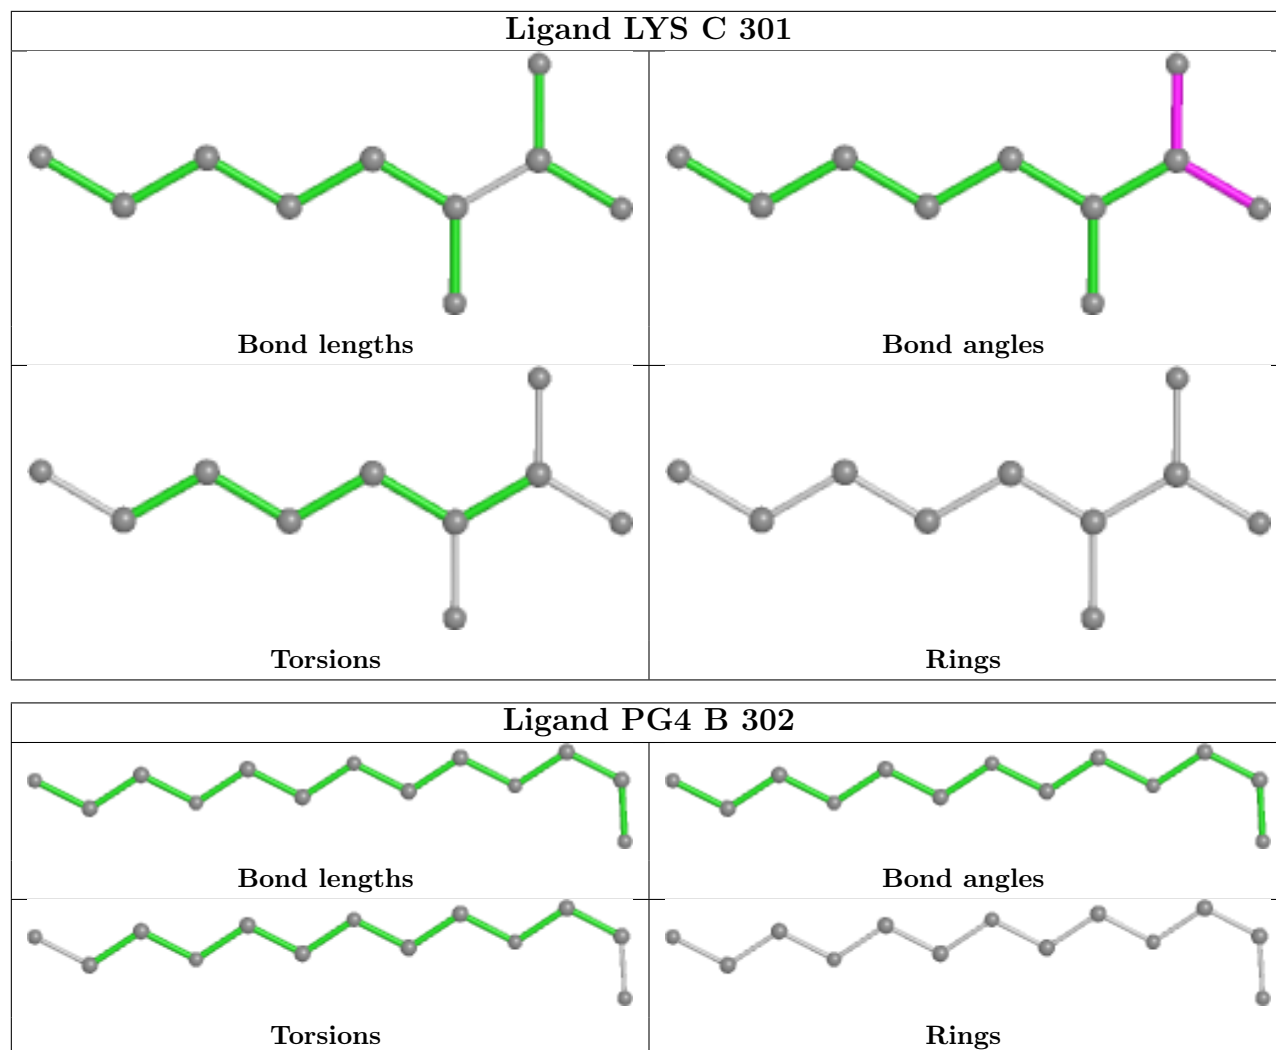 Ligand LYS C 301
Bond lengths
Bond angles
Torsions
Rings
Ligand PG4 B 302
Bond lengths
Bond angles
Torsions
Rings